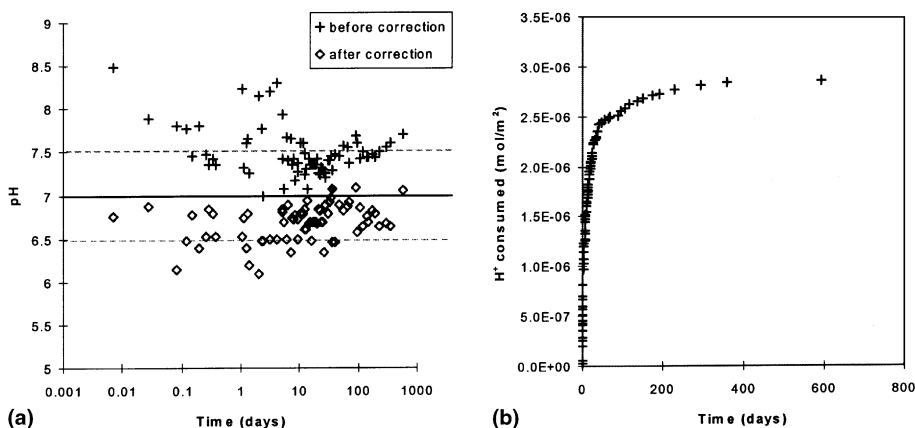 9
8.5
8
7.5
7
6.5
6
5.5
5
pH
+ before correction
◇ after correction
0.001 0.01 0.1 1 10 100 1000
(a) Time (days)
3.5E-06
3.0E-06
2.5E-06
2.0E-06
1.5E-06
1.0E-06
5.0E-07
0.0E+00
H⁺ consumed (mol/m²)
0 200 400 600 800
(b) Time (days)